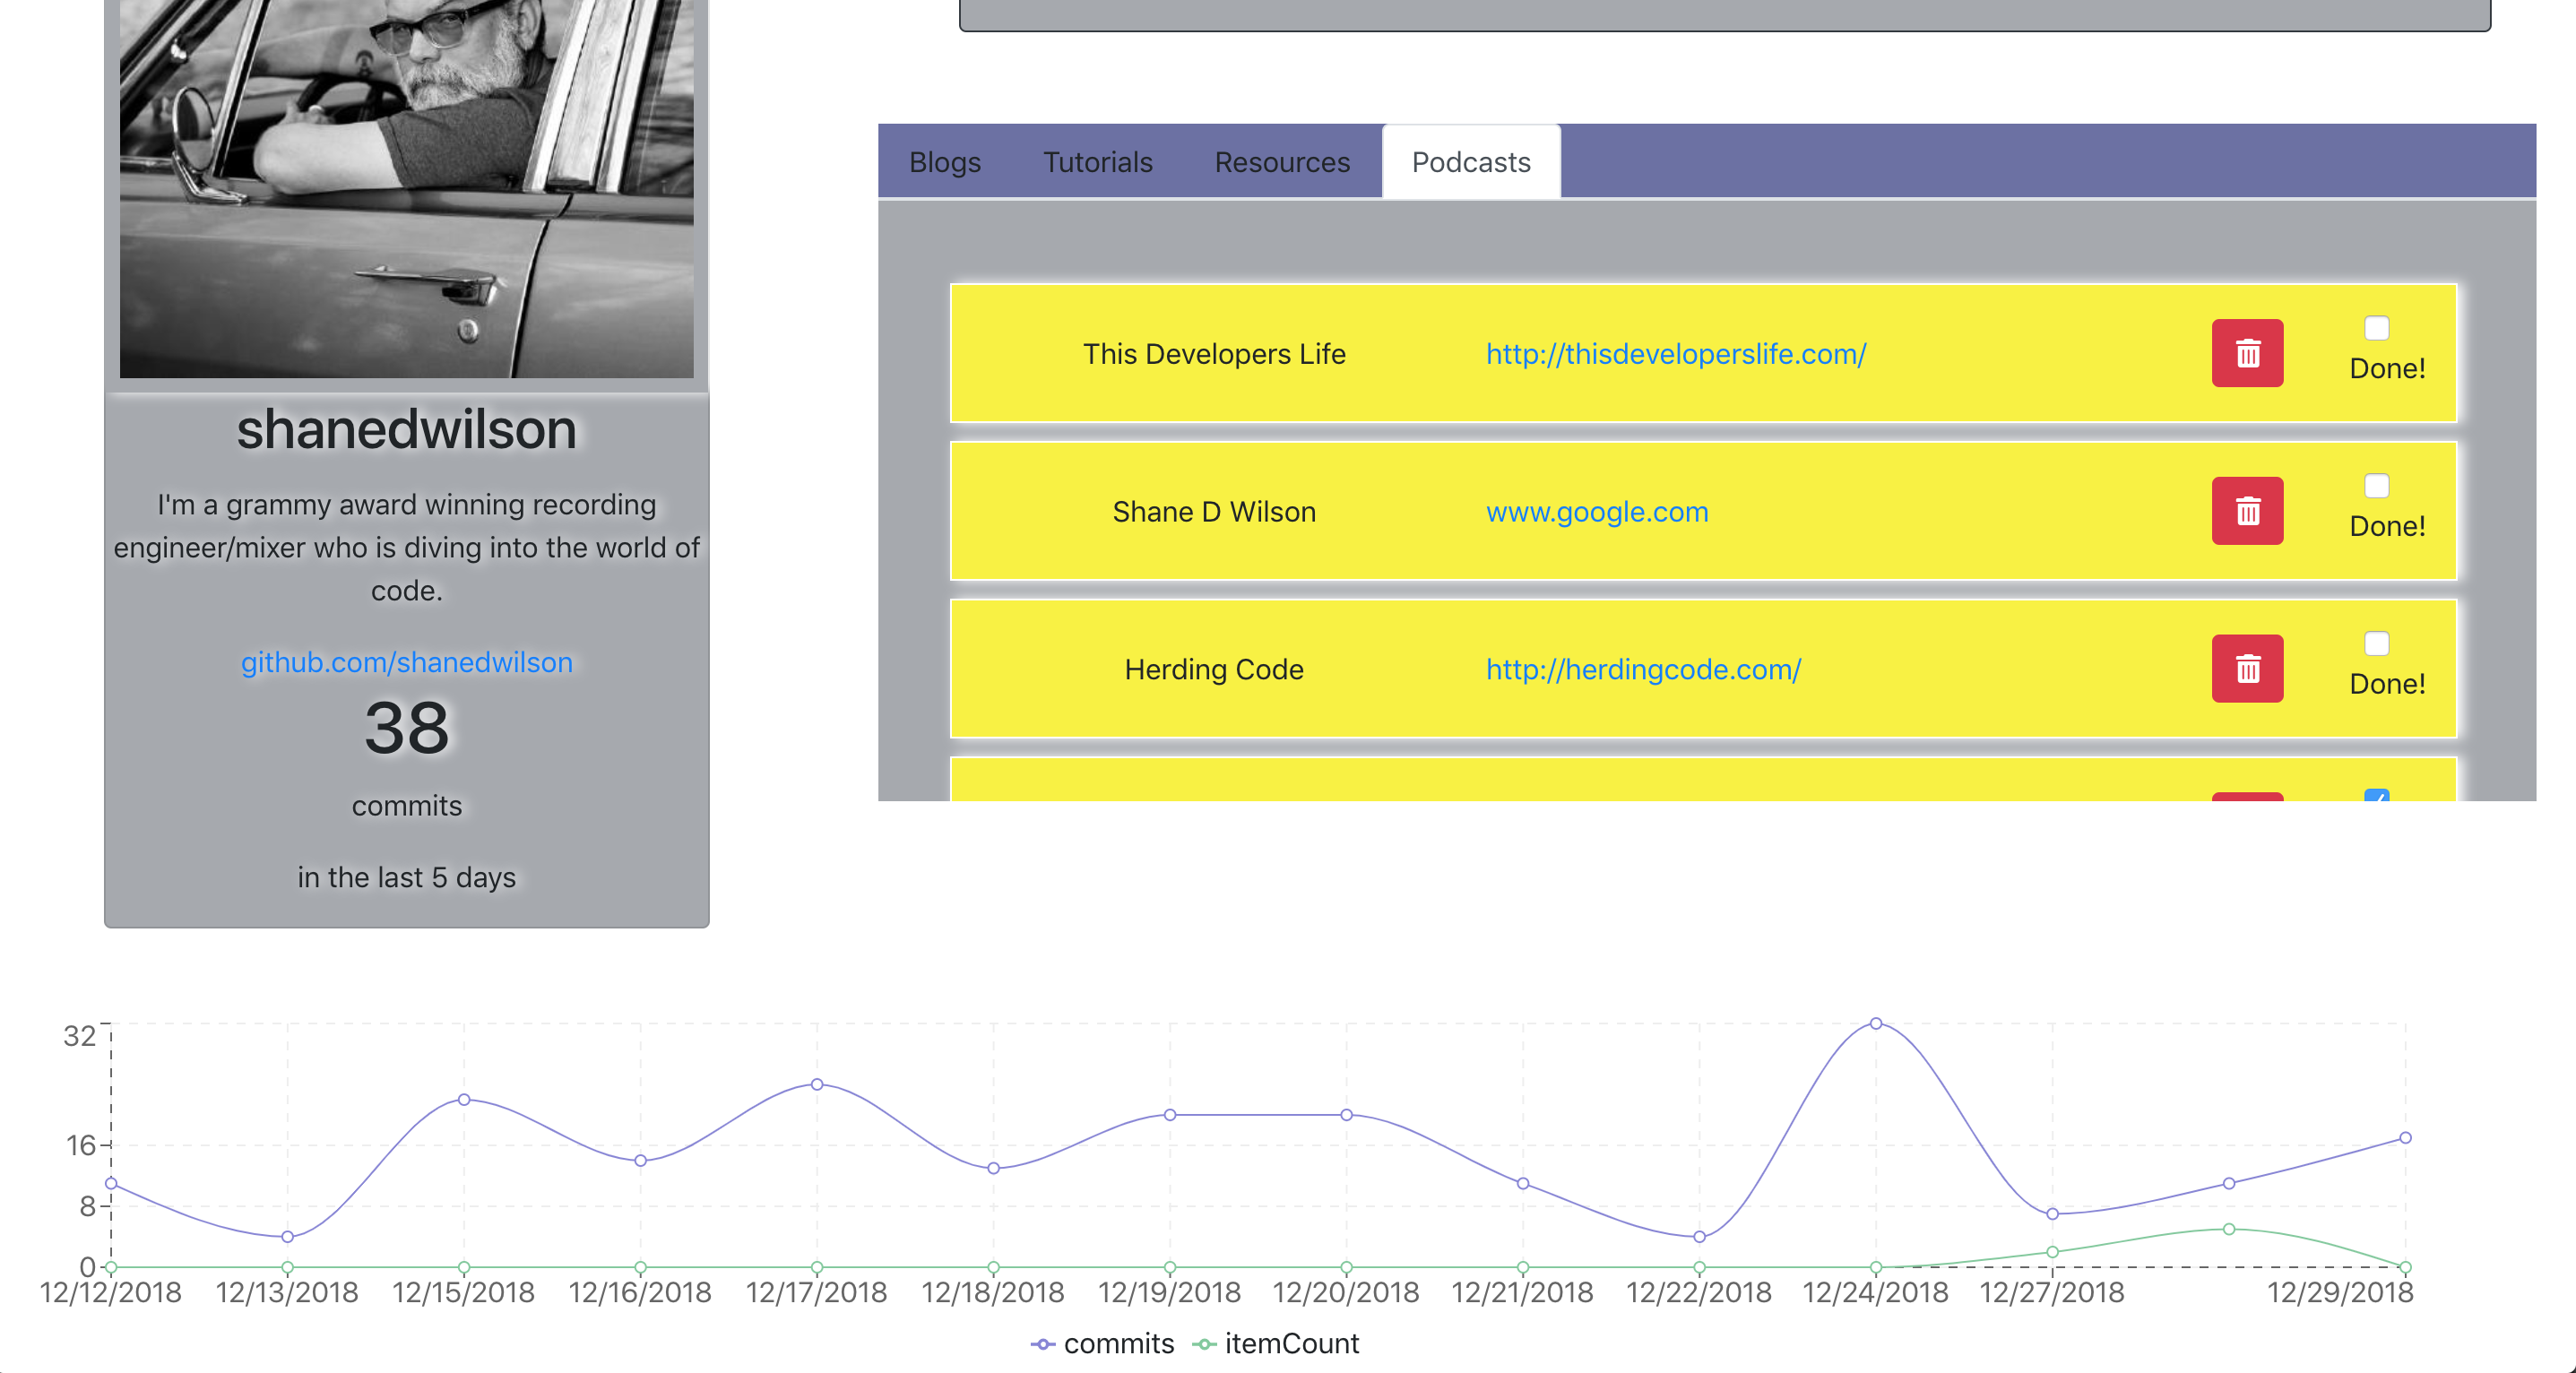 shanedwilson
I'm a grammy award winning recording
engineer/mixer who is diving into the world of
code.
github.com/shanedwilson
38
commits
in the last 5 days
Blogs Tutorials Resources Podcasts
This Developers Life http://thisdeveloperslife.com/ Done!
Shane D Wilson www.google.com Done!
Herding Code http://herdingcode.com/ Done!
32
16
8
0
12/12/2018 12/13/2018 12/15/2018 12/16/2018 12/17/2018 12/18/2018 12/19/2018 12/20/2018 12/21/2018 12/22/2018 12/24/2018 12/27/2018 12/29/2018
commits itemCount